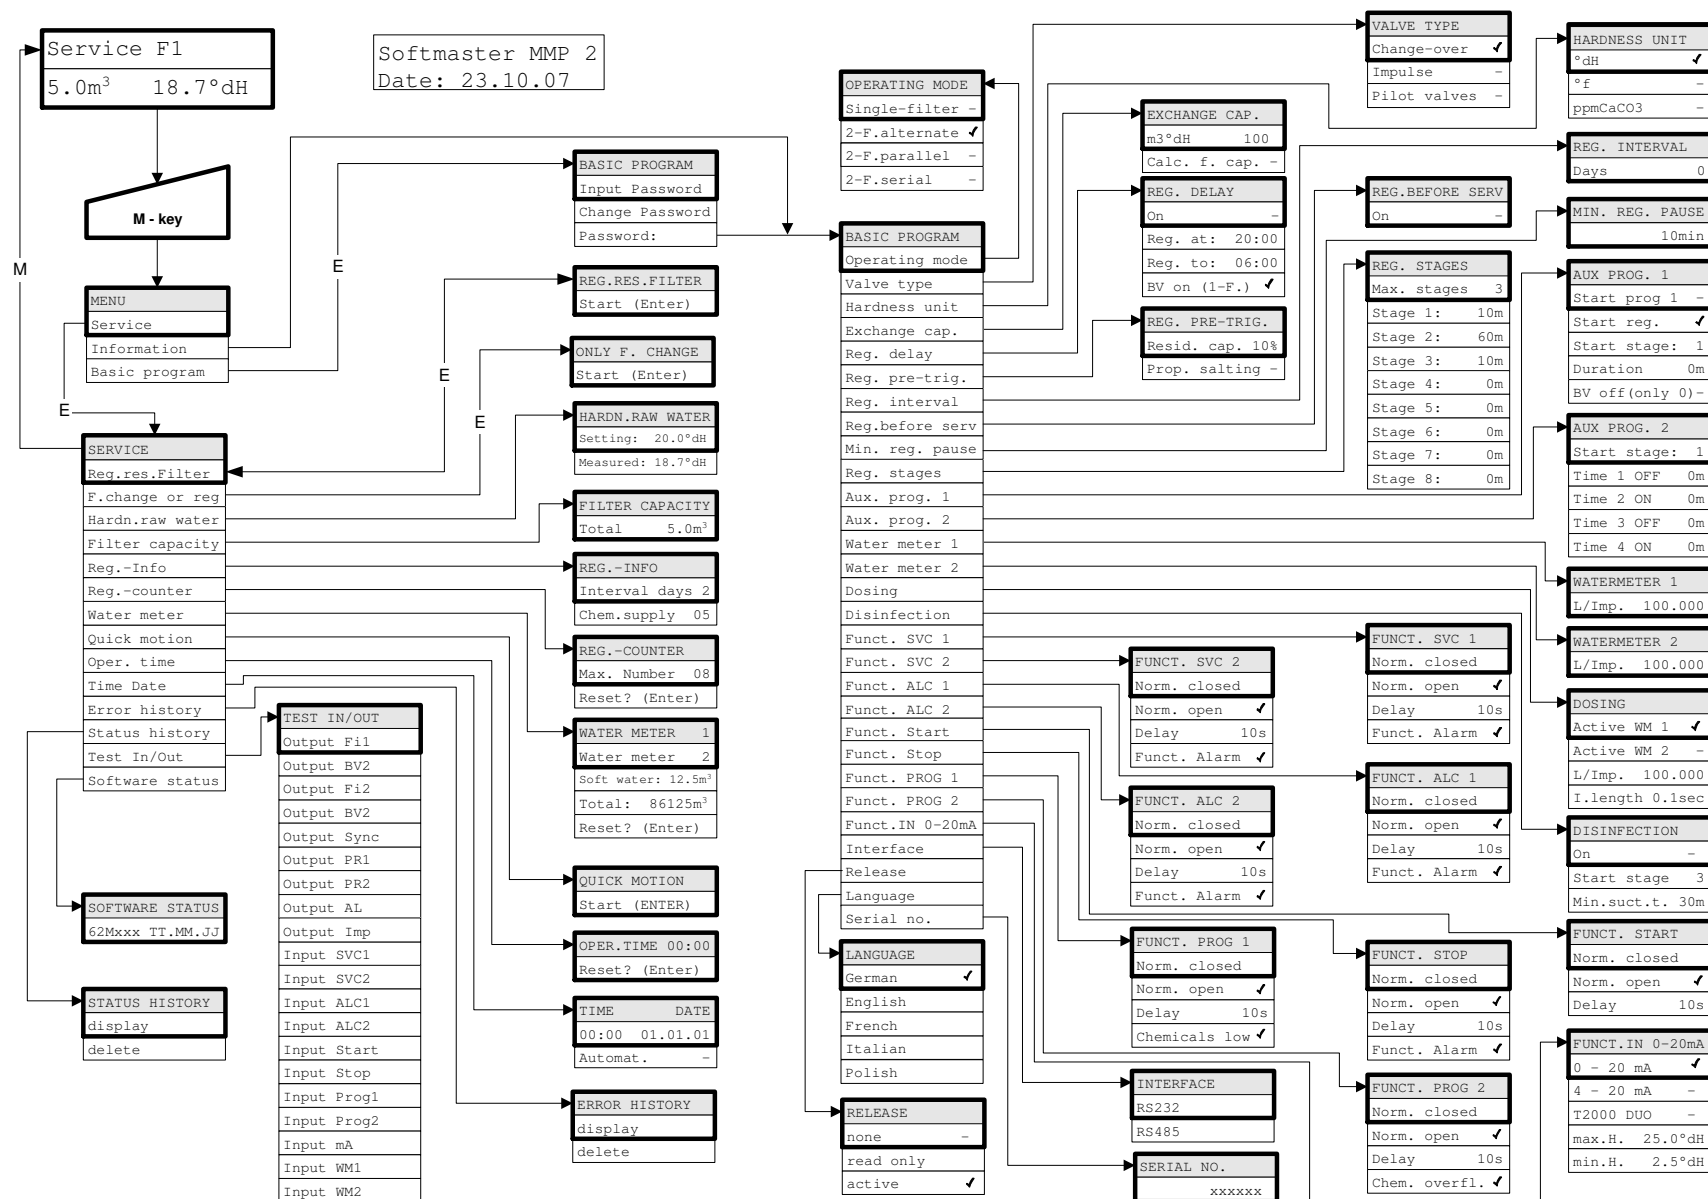 Service F1
5.0m³ 18.7°dH
Softmaster MMP 2
Date: 23.10.07
M - key
M
E
E
E
E
MENU
Service
Information
Basic program
SERVICE
Reg.res.Filter
F.change or reg
Hardn.raw water
Filter capacity
Reg.-Info
Reg.-counter
Water meter
Quick motion
Oper. time
Time Date
Error history
Status history
Test In/Out
Software status
SOFTWARE STATUS
62Mxxx TT.MM.JJ
STATUS HISTORY
display
delete
TEST IN/OUT
Output Fi1
Output BV2
Output Fi2
Output BV2
Output Sync
Output PR1
Output PR2
Output AL
Output Imp
Input SVC1
Input SVC2
Input ALC1
Input ALC2
Input Start
Input Stop
Input Prog1
Input Prog2
Input mA
Input WM1
Input WM2
BASIC PROGRAM
Input Password
Change Password
Password:
REG.RES.FILTER
Start (Enter)
ONLY F. CHANGE
Start (Enter)
HARDN.RAW WATER
Setting: 20.0°dH
Measured: 18.7°dH
FILTER CAPACITY
Total 5.0m³
REG.-INFO
Interval days 2
Chem.supply 05
REG.-COUNTER
Max. Number 08
Reset? (Enter)
WATER METER 1
Water meter 2
Soft water: 12.5m³
Total: 86125m³
Reset? (Enter)
QUICK MOTION
Start (ENTER)
OPER.TIME 00:00
Reset? (Enter)
TIME DATE
00:00 01.01.01
Automat. -
ERROR HISTORY
display
delete
OPERATING MODE
Single-filter -
2-F.alternate ✓
2-F.parallel -
2-F.serial -
BASIC PROGRAM
Operating mode
Valve type
Hardness unit
Exchange cap.
Reg. delay
Reg. pre-trig.
Reg. interval
Reg.before serv
Min. reg. pause
Reg. stages
Aux. prog. 1
Aux. prog. 2
Water meter 1
Water meter 2
Dosing
Disinfection
Funct. SVC 1
Funct. SVC 2
Funct. ALC 1
Funct. ALC 2
Funct. Start
Funct. Stop
Funct. PROG 1
Funct. PROG 2
Funct.IN 0-20mA
Interface
Release
Language
Serial no.
LANGUAGE
German ✓
English
French
Italian
Polish
RELEASE
none -
read only
active ✓
EXCHANGE CAP.
m3°dH 100
Calc. f. cap. -
REG. DELAY
On -
Reg. at: 20:00
Reg. to: 06:00
BV on (1-F.) ✓
REG. PRE-TRIG.
Resid. cap. 10%
Prop. salting -
FUNCT. SVC 2
Norm. closed
Norm. open ✓
Delay 10s
Funct. Alarm ✓
FUNCT. ALC 2
Norm. closed
Norm. open ✓
Delay 10s
Funct. Alarm ✓
FUNCT. PROG 1
Norm. closed
Norm. open ✓
Delay 10s
Chemicals low ✓
INTERFACE
RS232
RS485
SERIAL NO.
xxxxxx
VALVE TYPE
Change-over ✓
Impulse -
Pilot valves -
REG.BEFORE SERV
On -
REG. STAGES
Max. stages 3
Stage 1: 10m
Stage 2: 60m
Stage 3: 10m
Stage 4: 0m
Stage 5: 0m
Stage 6: 0m
Stage 7: 0m
Stage 8: 0m
FUNCT. SVC 1
Norm. closed
Norm. open ✓
Delay 10s
Funct. Alarm ✓
FUNCT. ALC 1
Norm. closed
Norm. open ✓
Delay 10s
Funct. Alarm ✓
FUNCT. STOP
Norm. closed
Norm. open ✓
Delay 10s
Funct. Alarm ✓
FUNCT. PROG 2
Norm. closed
Norm. open ✓
Delay 10s
Chem. overfl. ✓
HARDNESS UNIT
°dH ✓
°f -
ppmCaCO3 -
REG. INTERVAL
Days 0
MIN. REG. PAUSE
10min
AUX PROG. 1
Start prog 1 -
Start reg. ✓
Start stage: 1
Duration 0m
BV off(only 0)-
AUX PROG. 2
Start stage: 1
Time 1 OFF 0m
Time 2 ON 0m
Time 3 OFF 0m
Time 4 ON 0m
WATERMETER 1
L/Imp. 100.000
WATERMETER 2
L/Imp. 100.000
DOSING
Active WM 1 ✓
Active WM 2 -
L/Imp. 100.000
I.length 0.1sec
DISINFECTION
On -
Start stage 3
Min.suct.t. 30m
FUNCT. START
Norm. closed
Norm. open ✓
Delay 10s
FUNCT.IN 0-20mA
0 - 20 mA ✓
4 - 20 mA -
T2000 DUO -
max.H. 25.0°dH
min.H. 2.5°dH